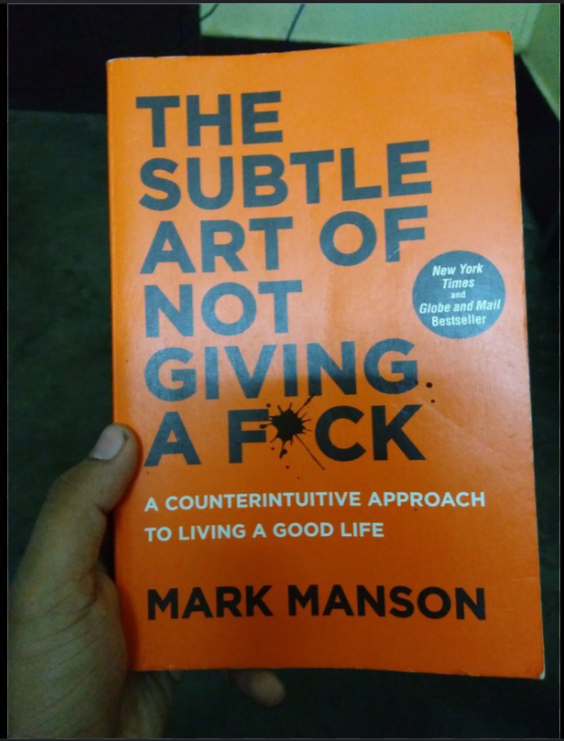 THE
SUBTLE
ART OF
NOT
GIVING
A F*CK
New York
Times
and
Globe and Mail
Bestseller
A COUNTERINTUITIVE APPROACH
TO LIVING A GOOD LIFE
MARK MANSON